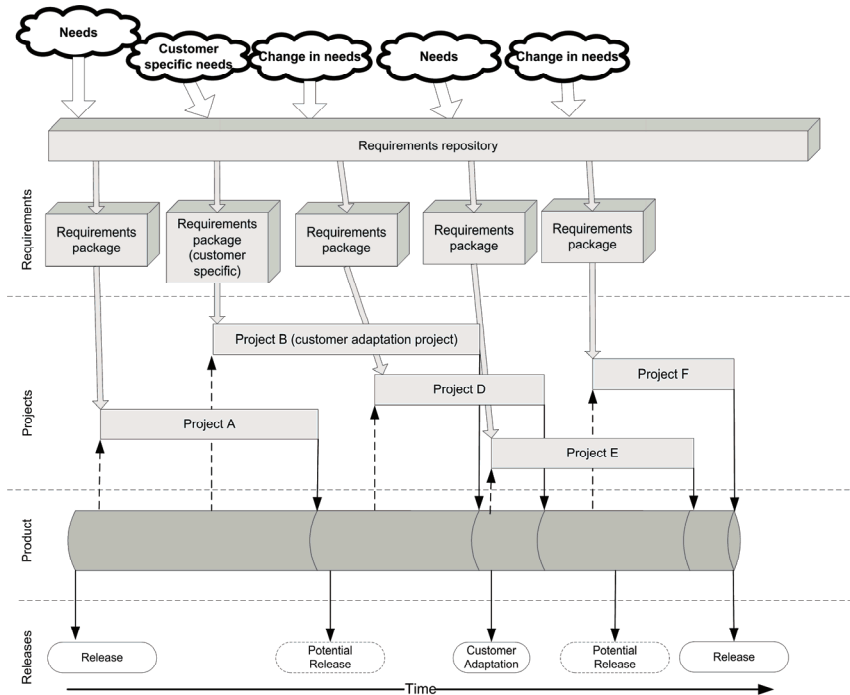 Needs
Customer
specific needs
Change in needs
Needs
Change in needs
Requirements repository
Requirements
Requirements
package
Requirements
package
(customer
specific)
Requirements
package
Requirements
package
Requirements
package
Projects
Project B (customer adaptation project)
Project F
Project D
Project A
Project E
Product
Releases
Release
Potential
Release
Customer
Adaptation
Potential
Release
Release
Time